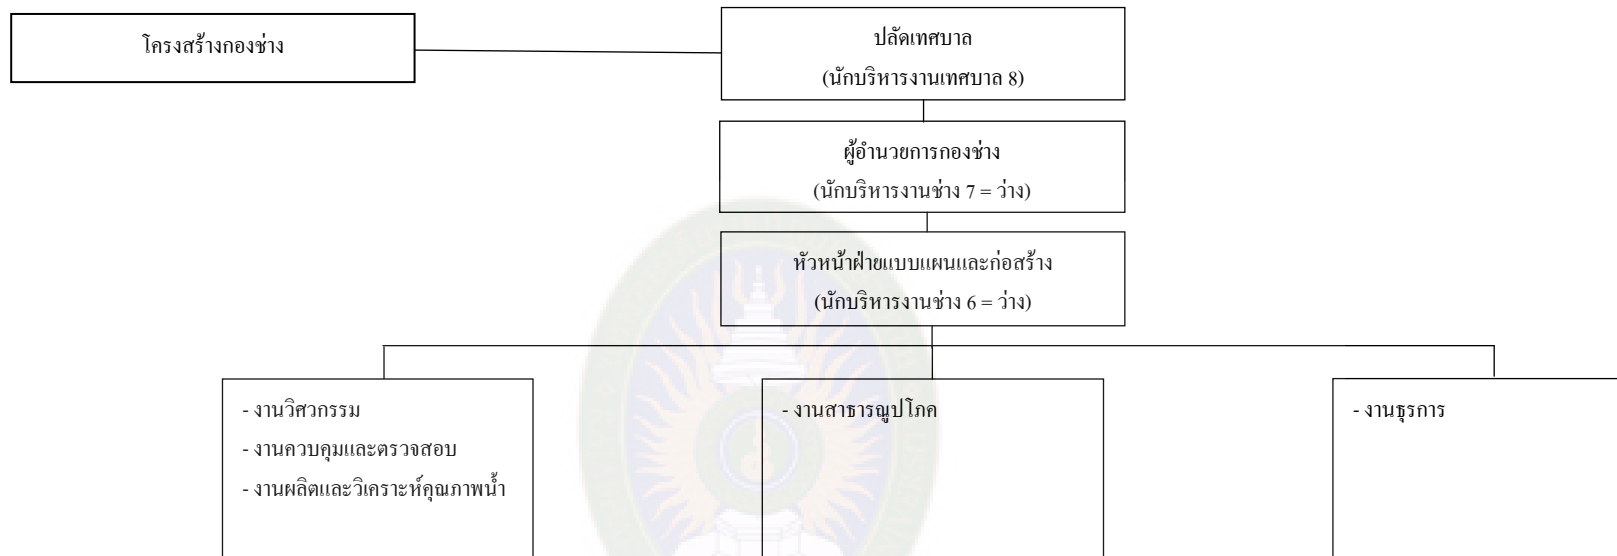 โครงสร้างกองช่าง
ปลัดเทศบาล
(นักบริหารงานเทศบาล 8)
ผู้อำนวยการกองช่าง
(นักบริหารงานช่าง 7 = ว่าง)
หัวหน้าฝ่ายแบบแผนและก่อสร้าง
(นักบริหารงานช่าง 6 = ว่าง)
- งานวิศวกรรม
- งานควบคุมและตรวจสอบ
- งานผลิตและวิเคราะห์คุณภาพน้ำ
- งานสาธารณูปโภค
- งานธุรการ